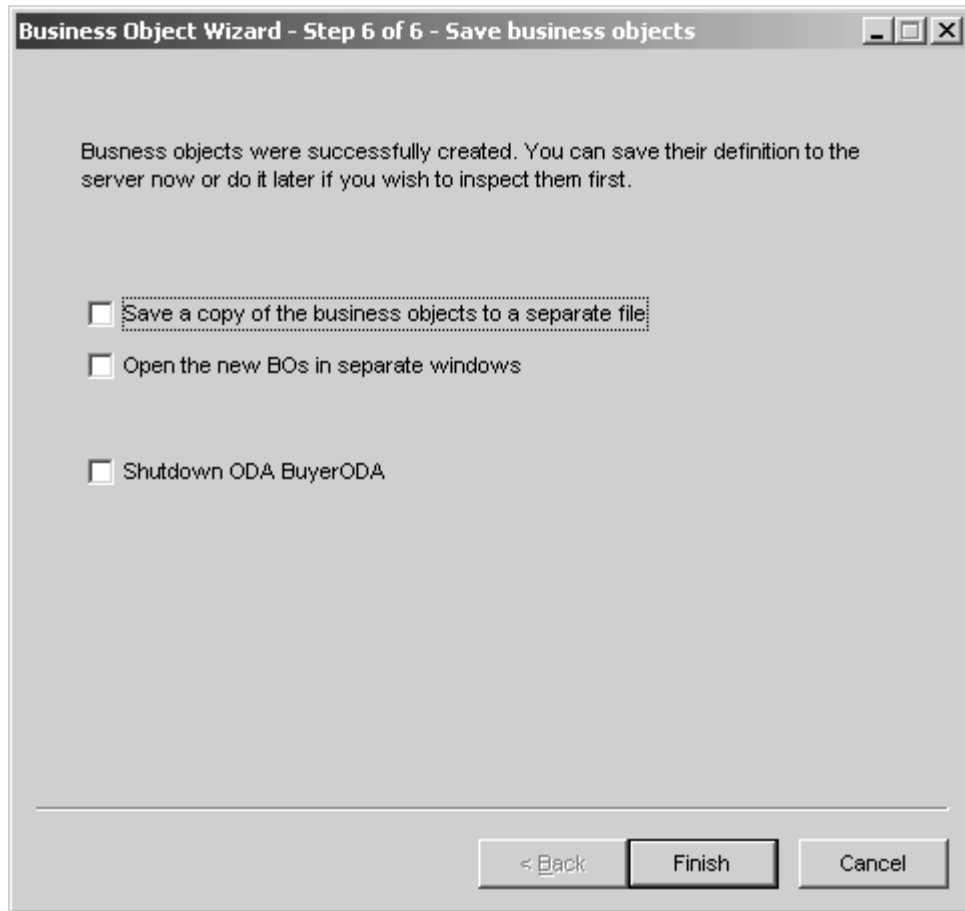 Business Object Wizard - Step 6 of 6 - Save business objects
Busness objects were successfully created. You can save their definition to the
server now or do it later if you wish to inspect them first.
Save a copy of the business objects to a separate file
Open the new BOs in separate windows
Shutdown ODA BuyerODA
< Back
Finish
Cancel